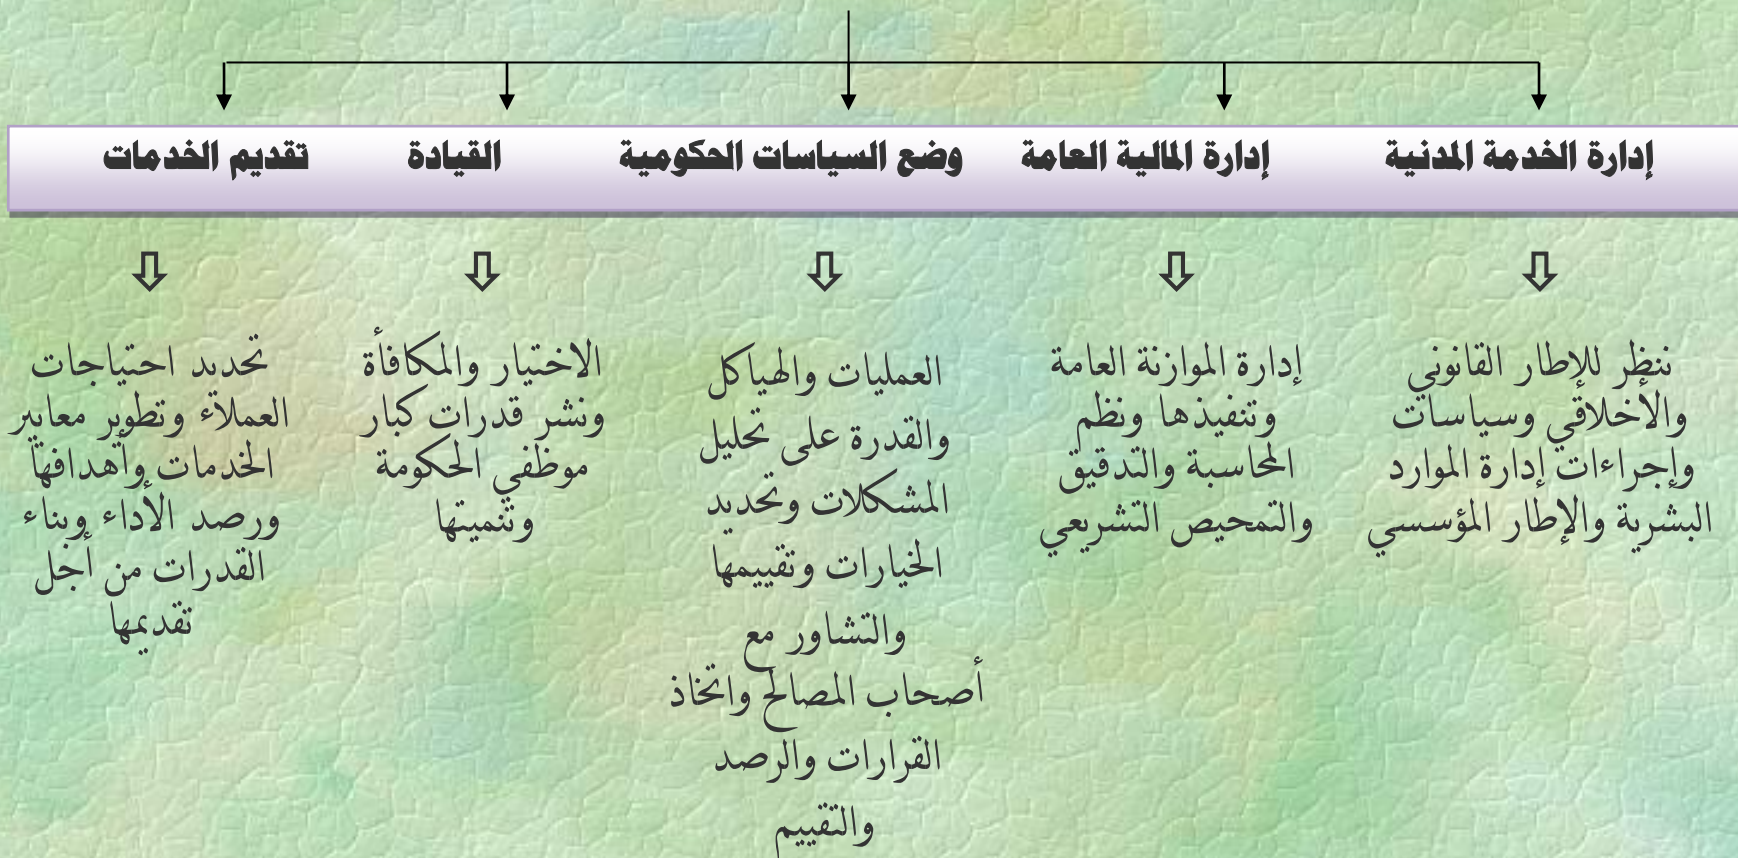 إدارة الخدمة المدنية
إدارة المالية العامة
وضع السياسات الحكومية
القيادة
تقديم الخدمات
ننظر للإطار القانوني
والأخلاقي وسياسات
وإجراءات إدارة الموارد
البشرية والإطار المؤسسي
إدارة الموازنة العامة
وتنفيذها ونظم
المحاسبة والتدقيق
والتمحيص التشريعي
العمليات والهياكل
والقدرة على تحليل
المشكلات وتحديد
الخيارات وتقييمها
والتشاور مع
أصحاب المصالح واتخاذ
القرارات والرصد
والتقييم
الاختيار والمكافأة
ونشر قدرات كبار
موظفي الحكومة
وتنميتها
تحديد احتياجات
العملاء وتطوير معايير
الخدمات وأهدافها
ورصد الأداء وبناء
القدرات من أجل
تقديمها